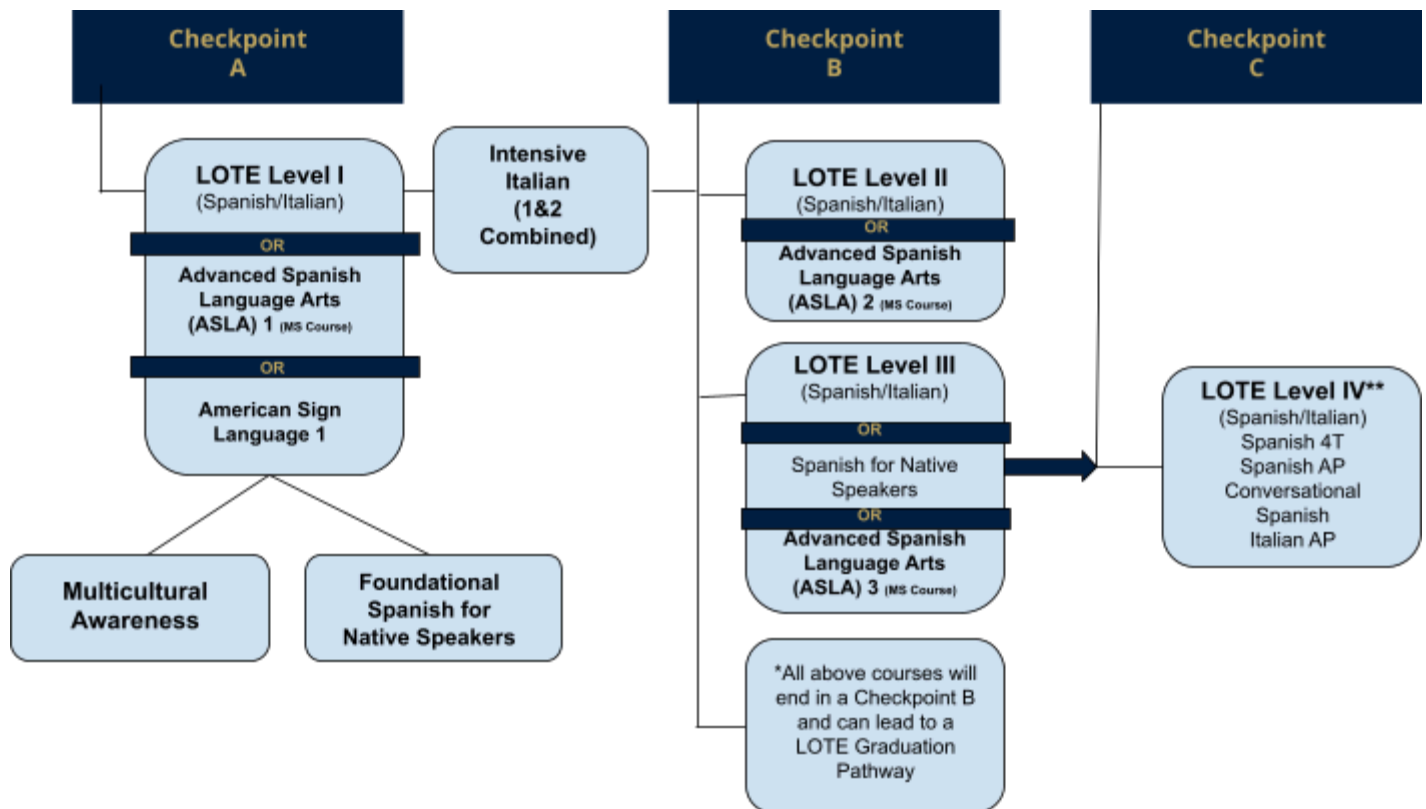 Checkpoint
A
LOTE Level I
(Spanish/Italian)
OR
Advanced Spanish
Language Arts
(ASLA) 1 (MS Course)
OR
American Sign
Language 1
Multicultural
Awareness
Foundational
Spanish for
Native Speakers
Intensive
Italian
(1&2
Combined)
Checkpoint
B
LOTE Level II
(Spanish/Italian)
OR
Advanced Spanish
Language Arts
(ASLA) 2 (MS Course)
LOTE Level III
(Spanish/Italian)
OR
Spanish for Native
Speakers
OR
Advanced Spanish
Language Arts
(ASLA) 3 (MS Course)
*All above courses will
end in a Checkpoint B
and can lead to a
LOTE Graduation
Pathway
Checkpoint
C
LOTE Level IV**
(Spanish/Italian)
Spanish 4T
Spanish AP
Conversational
Spanish
Italian AP